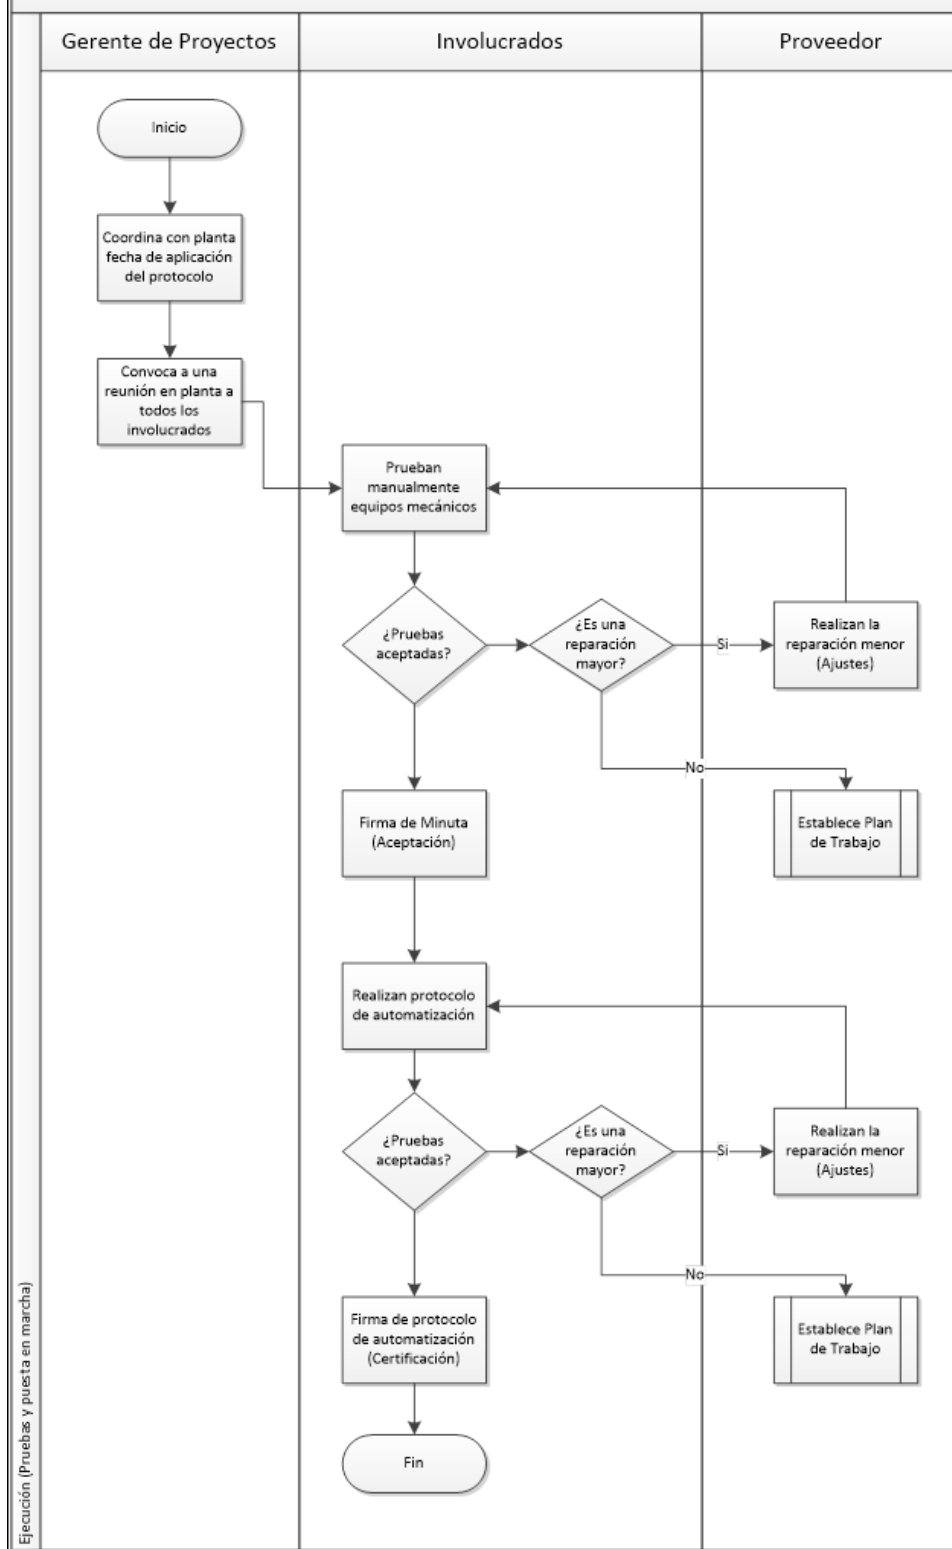 Gerente de Proyectos
Involucrados
Proveedor
Inicio
Coordina con planta
fecha de aplicación
del protocolo
Convoca a una
reunión en planta a
todos los
involucrados
Prueban
manualmente
equipos mecánicos
¿Pruebas
aceptadas?
¿Es una
reparación
mayor?
Si
Realizan la
reparación menor
(Ajustes)
No
Establece Plan
de Trabajo
Firma de Minuta
(Aceptación)
Realizan protocolo
de automatización
¿Pruebas
aceptadas?
¿Es una
reparación
mayor?
Si
Realizan la
reparación menor
(Ajustes)
No
Establece Plan
de Trabajo
Firma de protocolo
de automatización
(Certificación)
Fin
Ejecución (Pruebas y puesta en marcha)